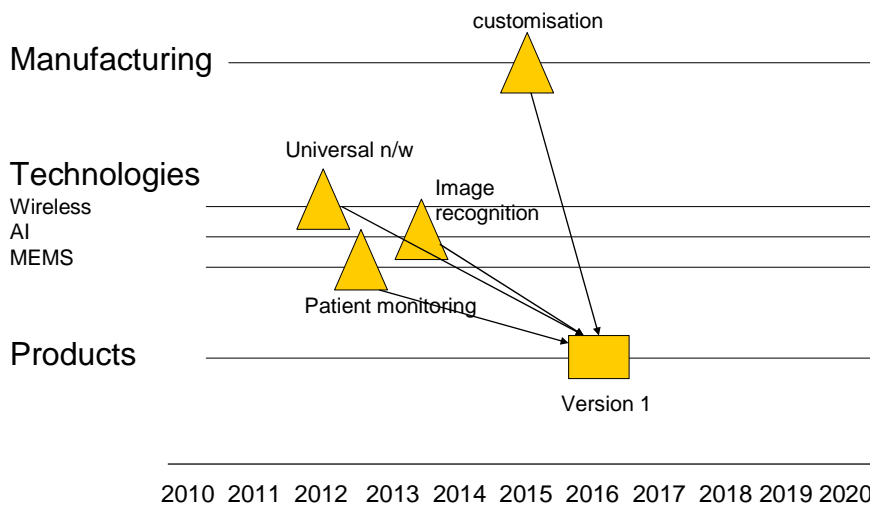 customisation
Manufacturing
Universal n/w
Technologies
Image
recognition
Wireless
AI
MEMS
Patient monitoring
Products
Version 1
2010 2011 2012 2013 2014 2015 2016 2017 2018 2019 2020